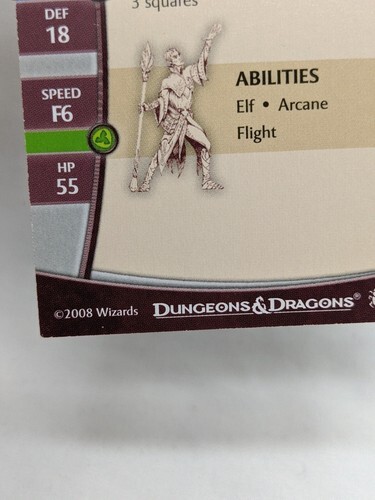 3 squares
DEF
18
SPEED
F6
HP
55
ABILITIES
Elf • Arcane
Flight
©2008 Wizards
DUNGEONS & DRAGONS®